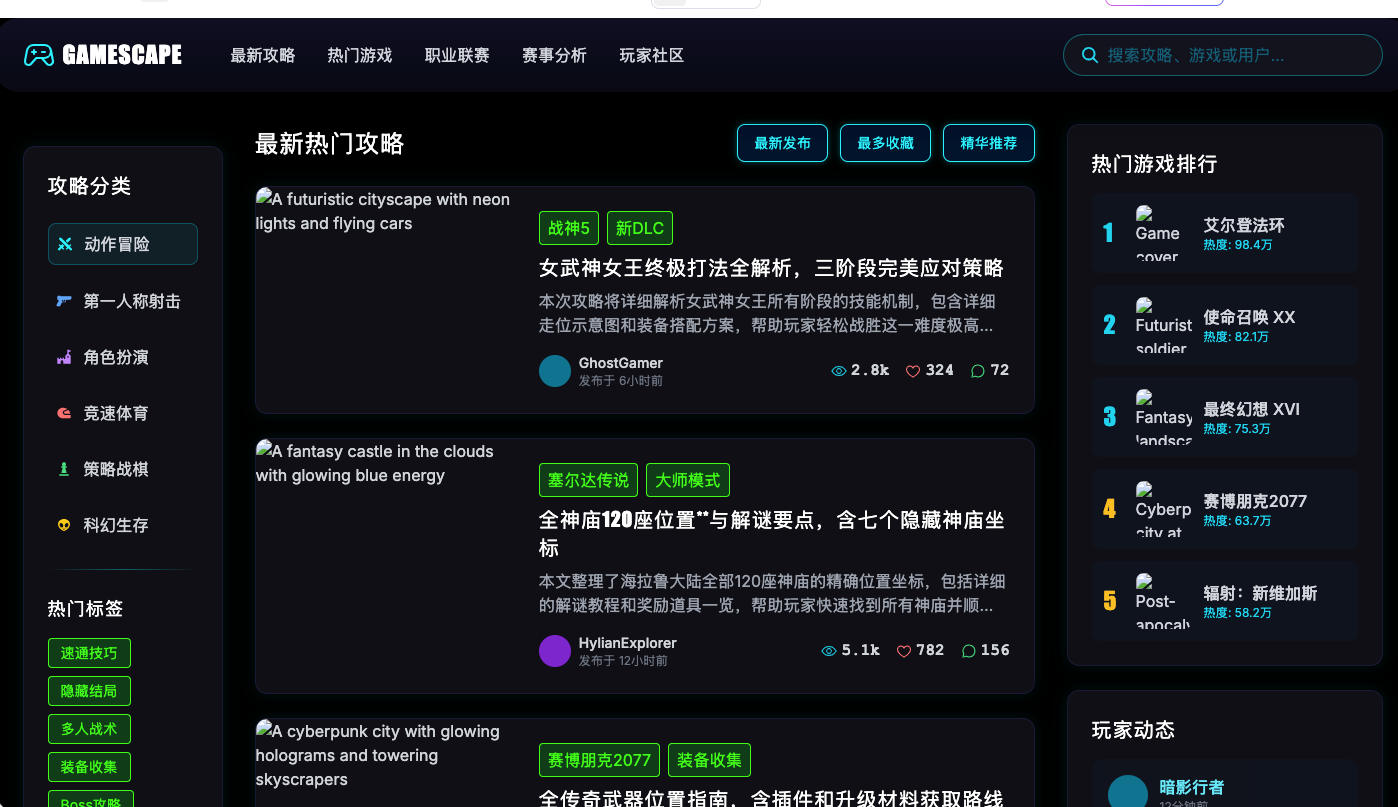 GAMESCAPE
最新攻略
热门游戏
职业联赛
赛事分析
玩家社区
搜索攻略、游戏或用户...
攻略分类
动作冒险
第一人称射击
角色扮演
竞速体育
策略战棋
科幻生存
热门标签
速通技巧
隐藏结局
多人战术
装备收集
Boss攻略
最新热门攻略
最新发布
最多收藏
精华推荐
A futuristic cityscape with neon
lights and flying cars
战神5
新DLC
女武神女王终极打法全解析，三阶段完美应对策略
本次攻略将详细解析女武神女王所有阶段的技能机制，包含详细
走位示意图和装备搭配方案，帮助玩家轻松战胜这一难度极高...
GhostGamer
发布于 6小时前
2.8k
324
72
A fantasy castle in the clouds
with glowing blue energy
塞尔达传说
大师模式
全神庙120座位置**与解谜要点，含七个隐藏神庙坐
标
本文整理了海拉鲁大陆全部120座神庙的精确位置坐标，包括详细
的解谜教程和奖励道具一览，帮助玩家快速找到所有神庙并顺...
HylianExplorer
发布于 12小时前
5.1k
782
156
A cyberpunk city with glowing
holograms and towering
skyscrapers
赛博朋克2077
装备收集
全传奇武器位置指南，含插件和升级材料获取路线
热门游戏排行
1
Game
cover
艾尔登法环
热度: 98.4万
2
Futurist
soldier
使命召唤 XX
热度: 82.1万
3
Fantasy
landsca
最终幻想 XVI
热度: 75.3万
4
Cyberp
city at
赛博朋克2077
热度: 63.7万
5
Post-
apocaly
辐射：新维加斯
热度: 58.2万
玩家动态
暗影行者
12分钟前